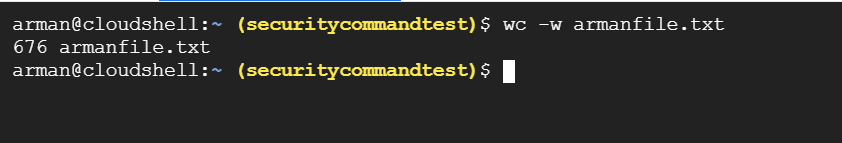 arman@cloudshell:~ (securitycommandtest)$ wc -w armanfile.txt
676 armanfile.txt
arman@cloudshell:~ (securitycommandtest)$